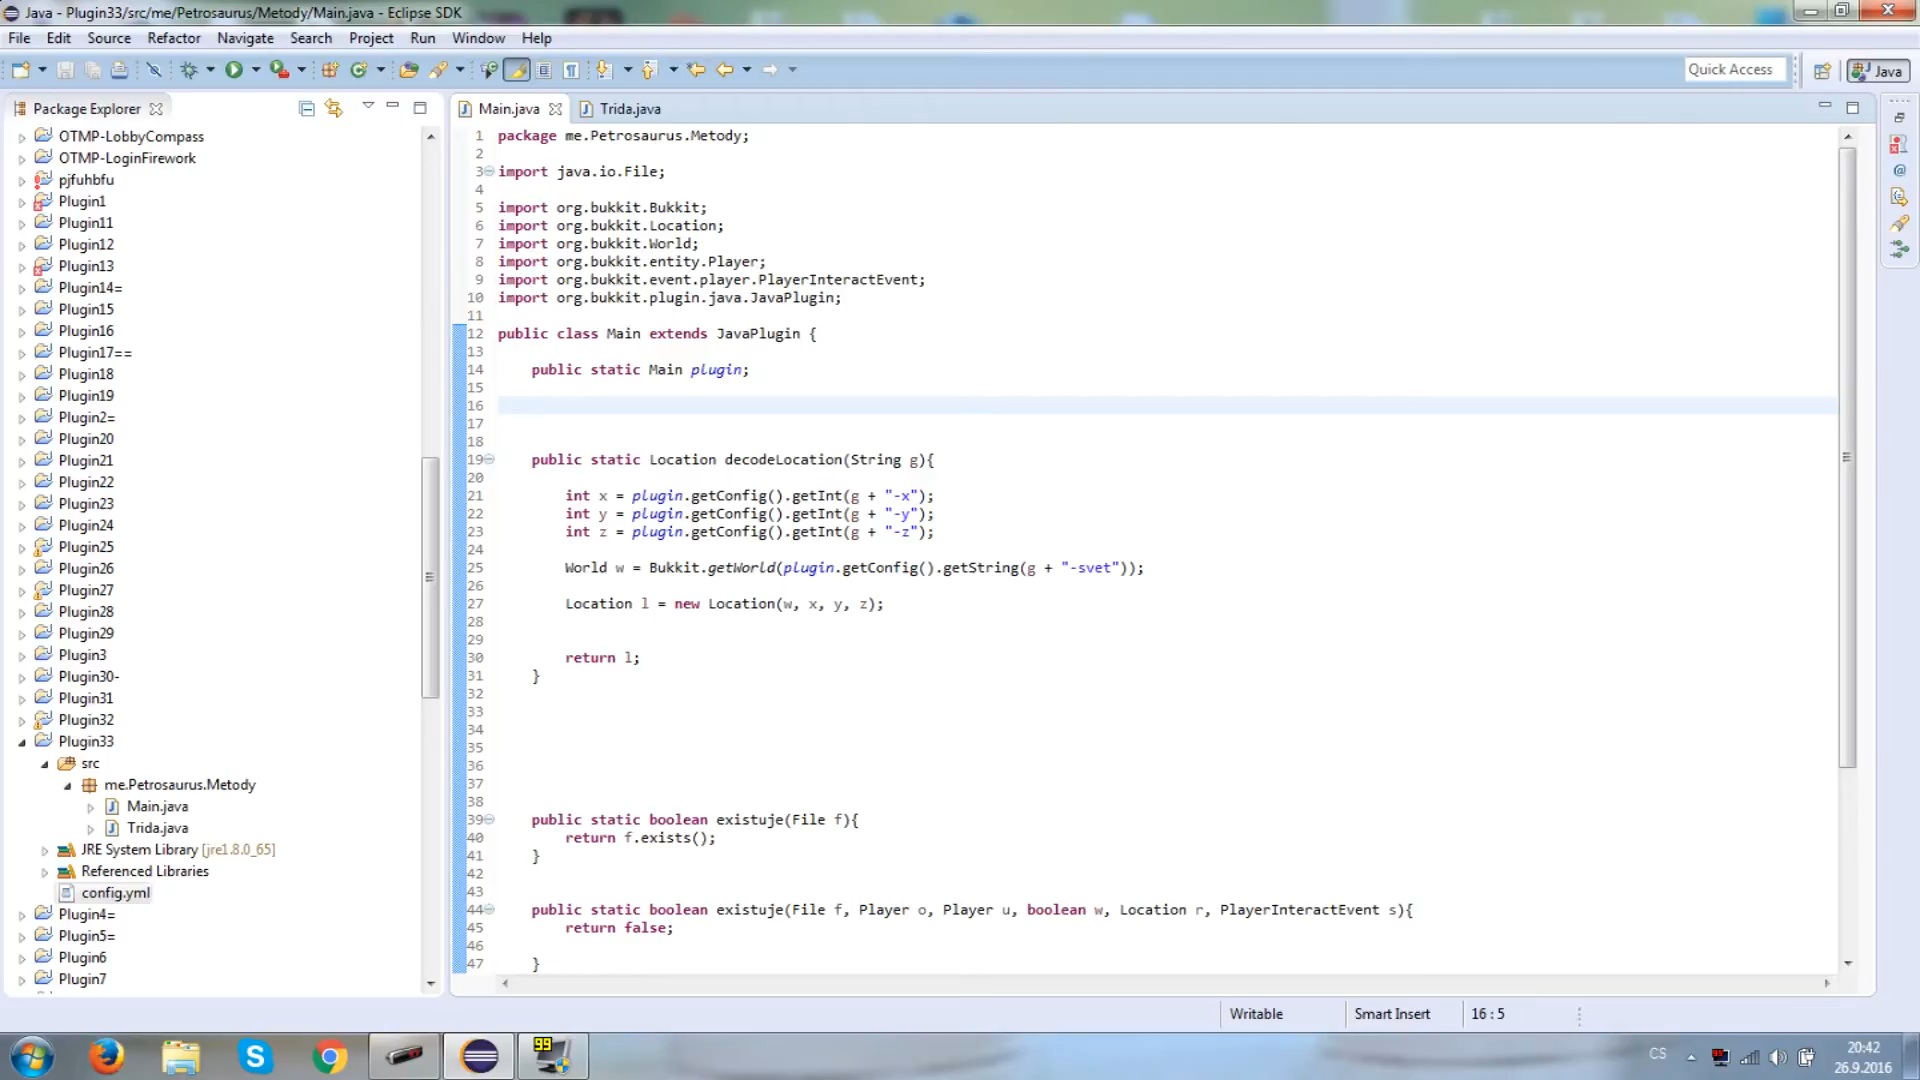 Java - Plugin33/src/me/Petrosaurus/Metody/Main.java - Eclipse SDK
File Edit Source Refactor Navigate Search Project Run Window Help
Quick Access
Java
Package Explorer
Main.java
Trida.java
OTMP-LobbyCompass
OTMP-LoginFirework
pjfuhbfu
Plugin1
Plugin11
Plugin12
Plugin13
Plugin14=
Plugin15
Plugin16
Plugin17==
Plugin18
Plugin19
Plugin2=
Plugin20
Plugin21
Plugin22
Plugin23
Plugin24
Plugin25
Plugin26
Plugin27
Plugin28
Plugin29
Plugin3
Plugin30-
Plugin31
Plugin32
Plugin33
src
me.Petrosaurus.Metody
Main.java
Trida.java
JRE System Library [jre1.8.0_65]
Referenced Libraries
config.yml
Plugin4=
Plugin5=
Plugin6
Plugin7
1 package me.Petrosaurus.Metody;
2
3 import java.io.File;
4
5 import org.bukkit.Bukkit;
6 import org.bukkit.Location;
7 import org.bukkit.World;
8 import org.bukkit.entity.Player;
9 import org.bukkit.event.player.PlayerInteractEvent;
10 import org.bukkit.plugin.java.JavaPlugin;
11
12 public class Main extends JavaPlugin {
13
14 public static Main plugin;
15
16
17
18
19 public static Location decodeLocation(String g){
20
21 int x = plugin.getConfig().getInt(g + "-x");
22 int y = plugin.getConfig().getInt(g + "-y");
23 int z = plugin.getConfig().getInt(g + "-z");
24
25 World w = Bukkit.getWorld(plugin.getConfig().getString(g + "-svet"));
26
27 Location l = new Location(w, x, y, z);
28
29
30 return l;
31 }
32
33
34
35
36
37
38
39 public static boolean existuje(File f){
40 return f.exists();
41 }
42
43
44 public static boolean existuje(File f, Player o, Player u, boolean w, Location r, PlayerInteractEvent s){
45 return false;
46
47 }
Writable
Smart Insert
16 : 5
99
CS
20:42
26.9.2016